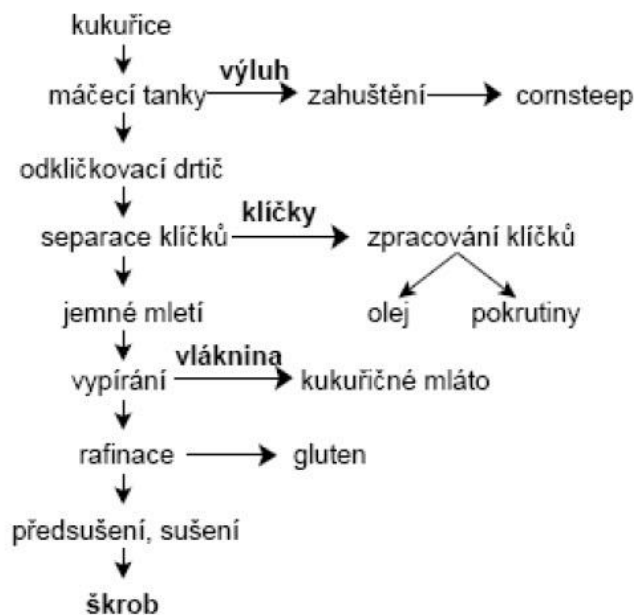 kukuřice
výluh
máčecí tanky zahuštění cornsteep
odkličkovací drtič
klíčky
separace klíčků zpracování klíčků
jemné mletí olej pokrutiny
vláknina
vypírání kukuřičné mláto
rafinace gluten
předsušení, sušení
škrob